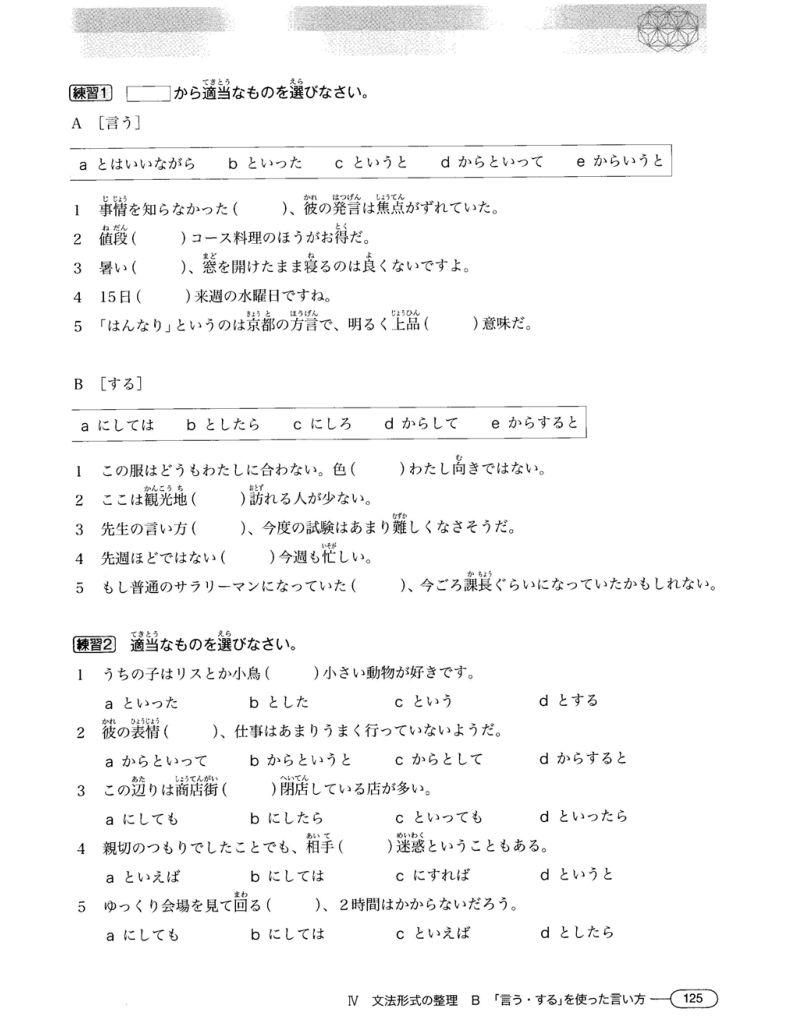 練習1 □から適当なものを選びなさい。
A [言う]
a とはいいながら b といった c というと d からといって e からいうと
1 事情を知らなかった( )、彼の発言は焦点がずれていた。
2 値段( )コース料理のほうがお得だ。
3 暑い( )、窓を開けたまま寝るのは良くないですよ。
4 15日( )来週の水曜日ですね。
5 「はんなり」というのは京都の方言で、明るく上品( )意味だ。
B [する]
a にしては b としたら c にしろ d からして e からすると
1 この服はどうもわたしに合わない。色( )わたし向きではない。
2 ここは観光地( )訪れる人が少ない。
3 先生の言い方( )、今度の試験はあまり難しくなさそうだ。
4 先週ほどではない( )今週も忙しい。
5 もし普通のサラリーマンになっていた( )、今ごろ課長ぐらいになっていたかもしれない。
練習2 適当なものを選びなさい。
1 うちの子はリスとか小鳥( )小さい動物が好きです。
a といった b とした c という d とする
2 彼の表情( )、仕事はあまりうまく行っていないようだ。
a からといって b からというと c からとして d からすると
3 この辺りは商店街( )閉店している店が多い。
a にしても b にしたら c といっても d といったら
4 親切のつもりでしたことでも、相手( )迷惑ということもある。
a といえば b にしては c にすれば d というと
5 ゆっくり会場を見て回る( )、2時間はかからないだろう。
a にしても b にしては c といえば d としたら
Ⅳ 文法形式の整理 B 「言う・する」を使った言い方 125